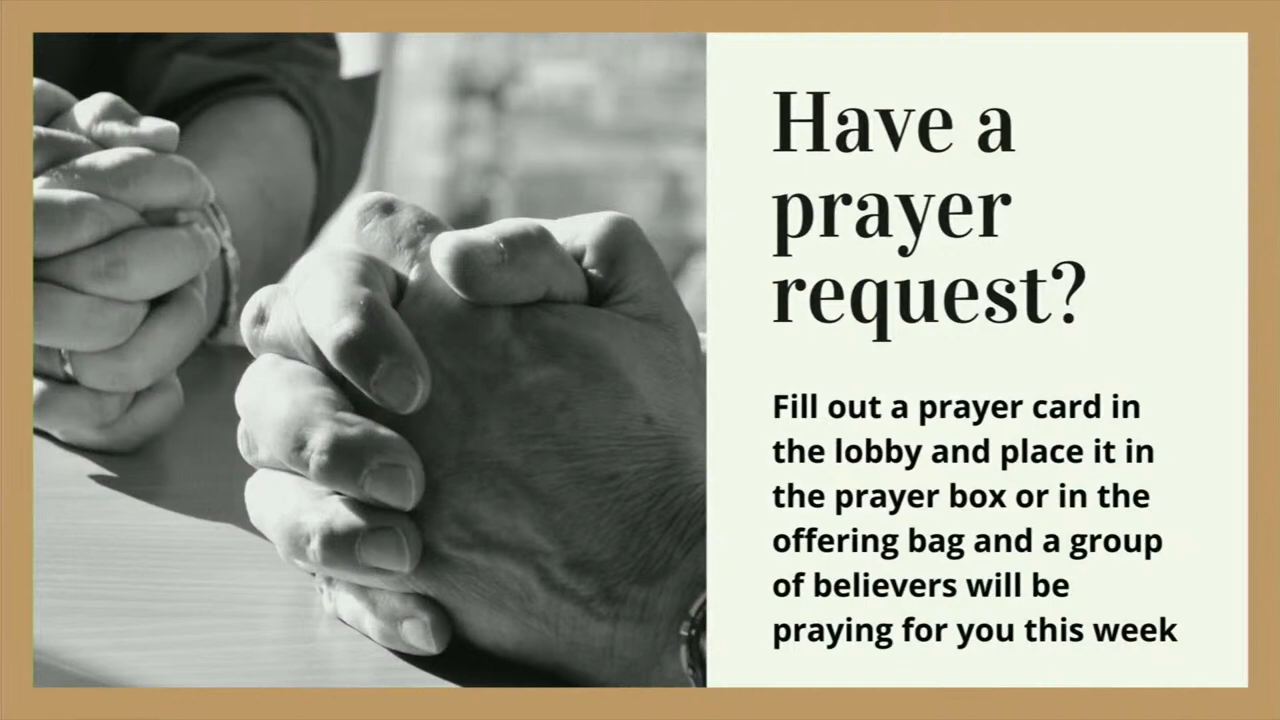 Have a
prayer
request?
Fill out a prayer card in
the lobby and place it in
the prayer box or in the
offering bag and a group
of believers will be
praying for you this week